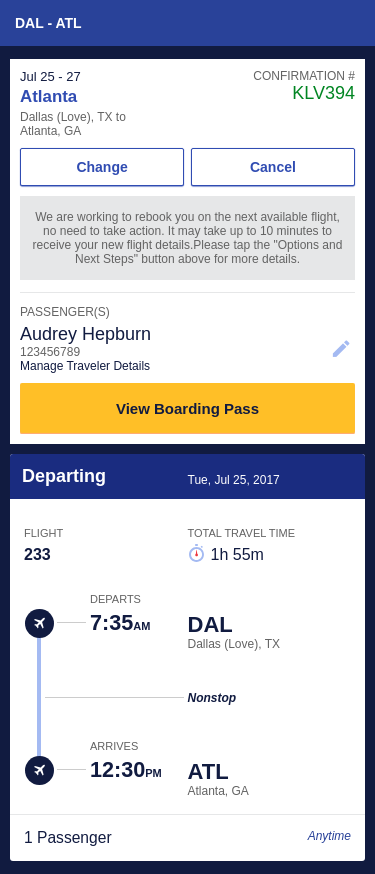 DAL - ATL
Jul 25 - 27
CONFIRMATION #
Atlanta
KLV394
Dallas (Love), TX to
Atlanta, GA
Change
Cancel
We are working to rebook you on the next available flight,
no need to take action. It may take up to 10 minutes to
receive your new flight details.Please tap the "Options and
Next Steps" button above for more details.
PASSENGER(S)
Audrey Hepburn
123456789
Manage Traveler Details
View Boarding Pass
Departing
Tue, Jul 25, 2017
FLIGHT
TOTAL TRAVEL TIME
233
1h 55m
DEPARTS
7:35AM
DAL
Dallas (Love), TX
Nonstop
ARRIVES
12:30PM
ATL
Atlanta, GA
1 Passenger
Anytime